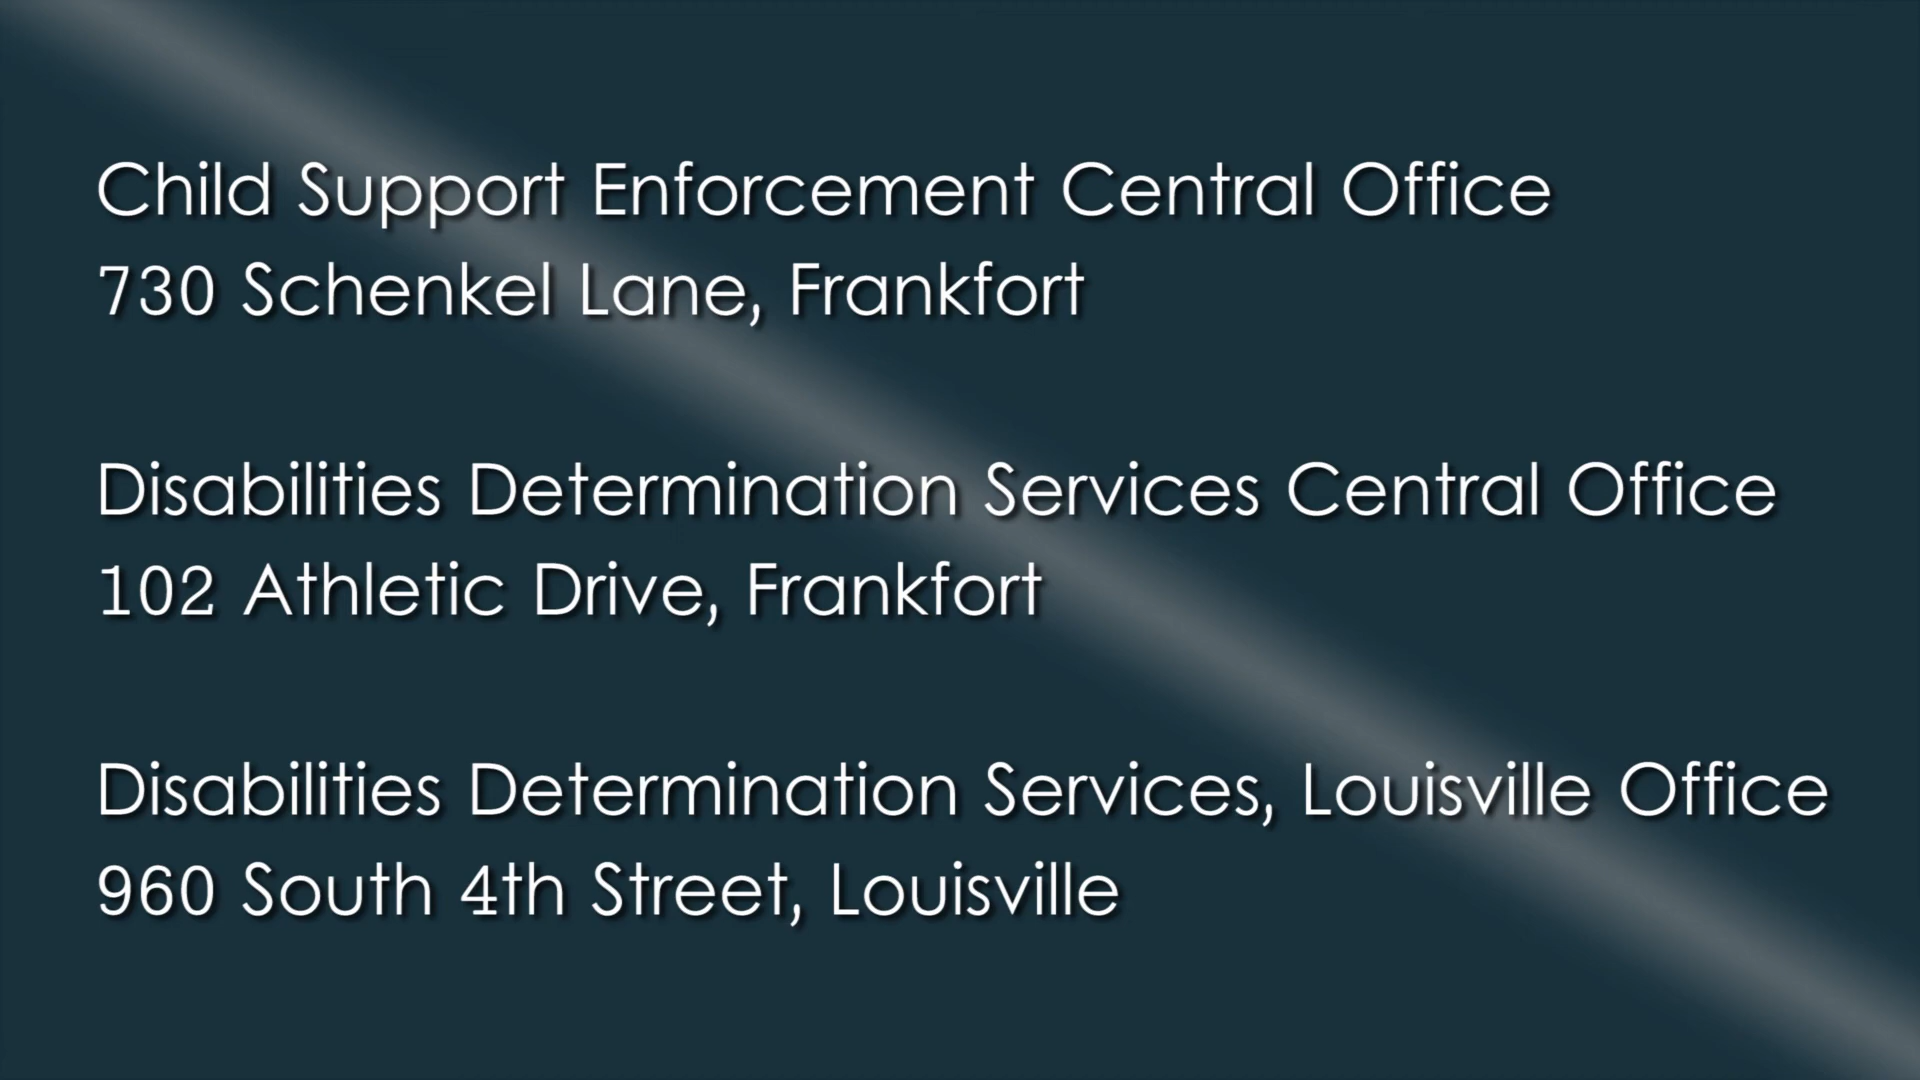 Child Support Enforcement Central Office
730 Schenkel Lane, Frankfort
Disabilities Determination Services Central Office
102 Athletic Drive, Frankfort
Disabilities Determination Services, Louisville Office
960 South 4th Street, Louisville